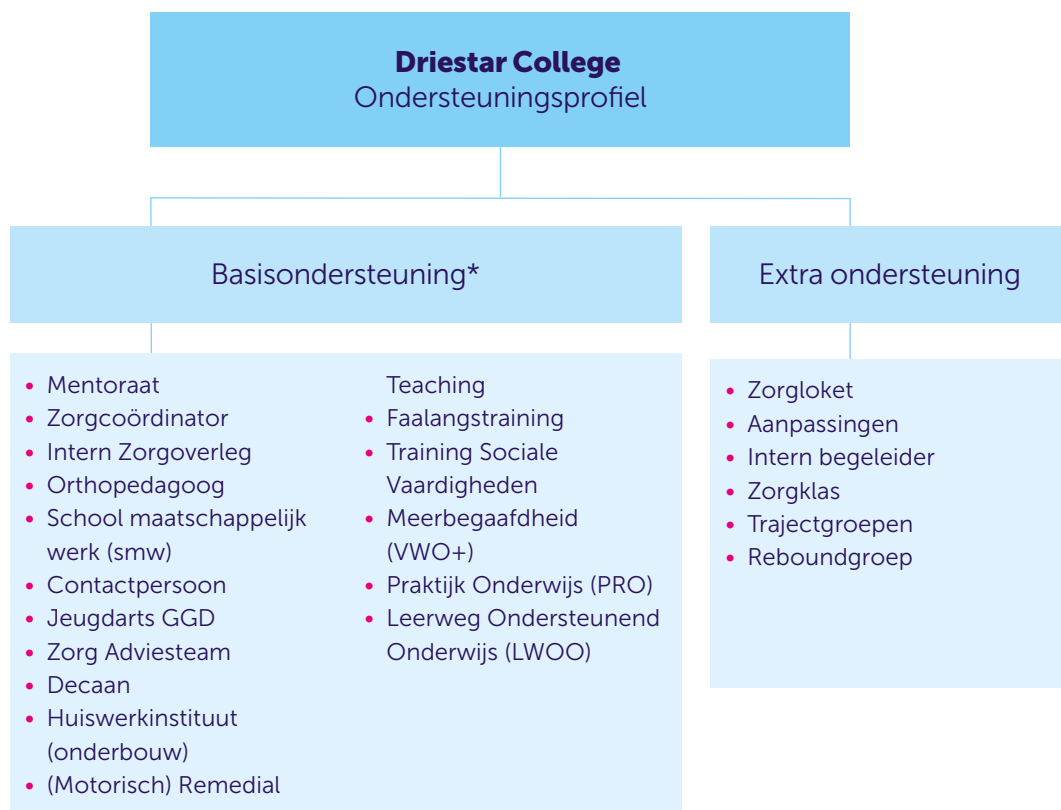 Driestar College
Ondersteuningsprofiel
Basisondersteuning*
• Mentoraat
• Zorgcoördinator
• Intern Zorgoverleg
• Orthopedagoog
• School maatschappelijk
werk (smw)
• Contactpersoon
• Jeugdarts GGD
• Zorg Adviesteam
• Decaan
• Huiswerkinstituut
(onderbouw)
• (Motorisch) Remedial
Teaching
• Faalangstraining
• Training Sociale
Vaardigheden
• Meerbegaafdheid
(VWO+)
• Praktijk Onderwijs (PRO)
• Leerweg Ondersteunend
Onderwijs (LWOO)
Extra ondersteuning
• Zorgloket
• Aanpassingen
• Intern begeleider
• Zorgklas
• Trajectgroepen
• Reboundgroep